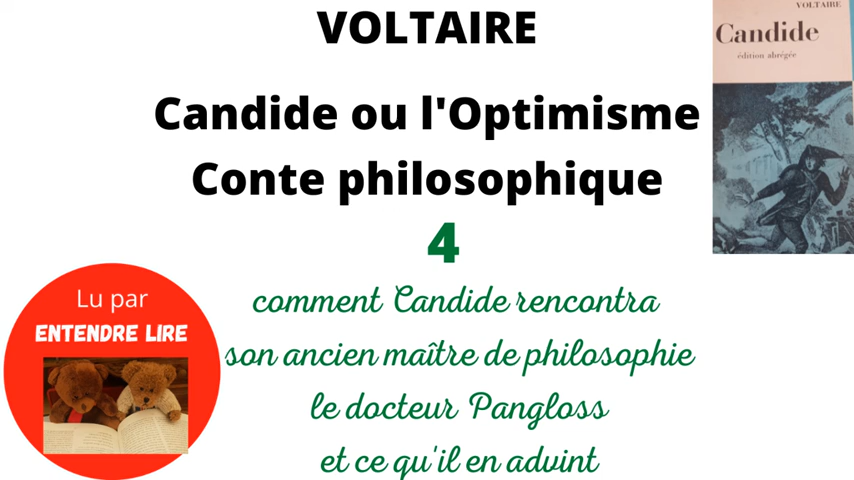 VOLTAIRE
Candide ou l'Optimisme
Conte philosophique
4
comment Candide rencontra
son ancien maître de philosophie
le docteur Pangloss
et ce qu'il en advint
Lu par
ENTENDRE LIRE
VOLTAIRE
Candide
édition abrégée